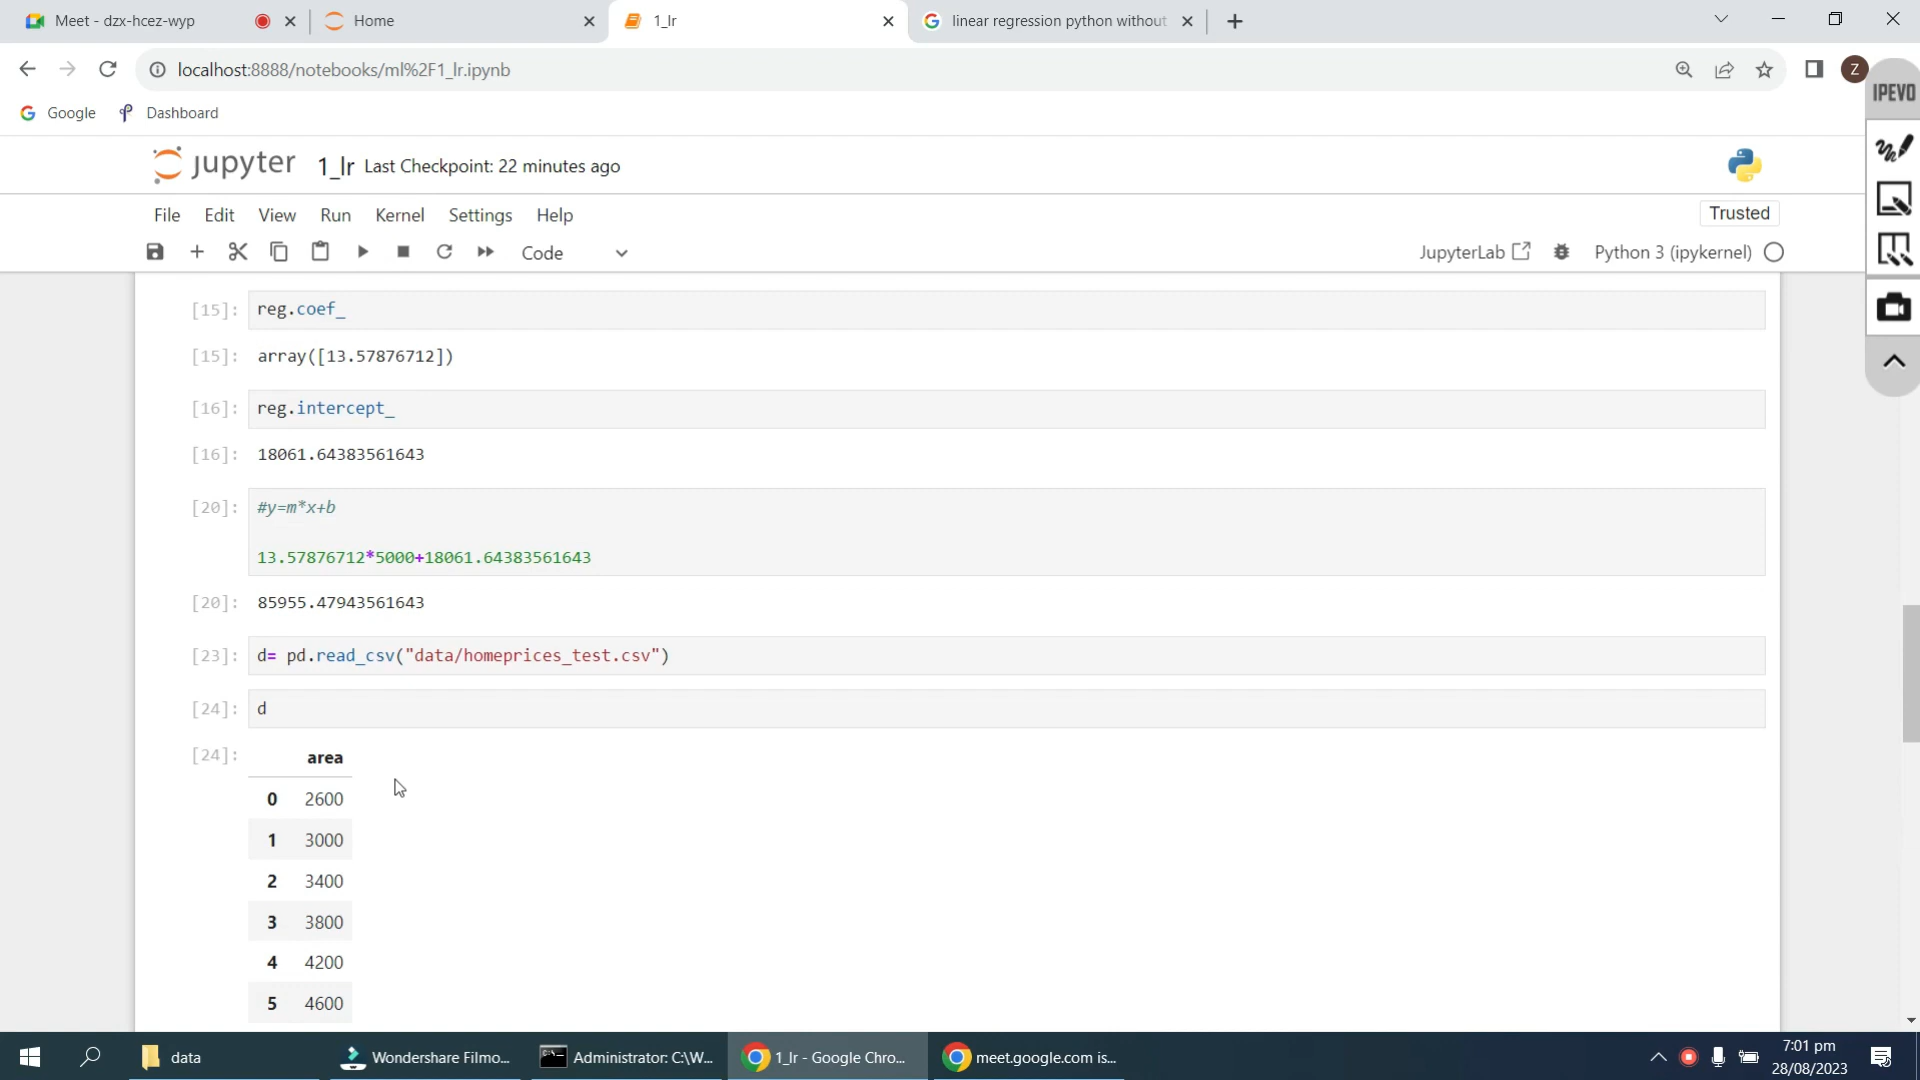 Meet - dzx-hcez-wyp
Home
1_lr
linear regression python without
localhost:8888/notebooks/ml%2F1_lr.ipynb
Z
Google
Dashboard
IPEVO
jupyter 1_lr Last Checkpoint: 22 minutes ago
File Edit View Run Kernel Settings Help
Trusted
Code
JupyterLab
Python 3 (ipykernel)
[15]: reg.coef_
[15]: array([13.57876712])
[16]: reg.intercept_
[16]: 18061.64383561643
[20]: #y=m*x+b
13.57876712*5000+18061.64383561643
[20]: 85955.47943561643
[23]: d= pd.read_csv("data/homeprices_test.csv")
[24]: d
[24]: area
0 2600
1 3000
2 3400
3 3800
4 4200
5 4600
data
Wondershare Filmo...
Administrator: C:\W...
1_lr - Google Chro...
meet.google.com is...
7:01 pm
28/08/2023